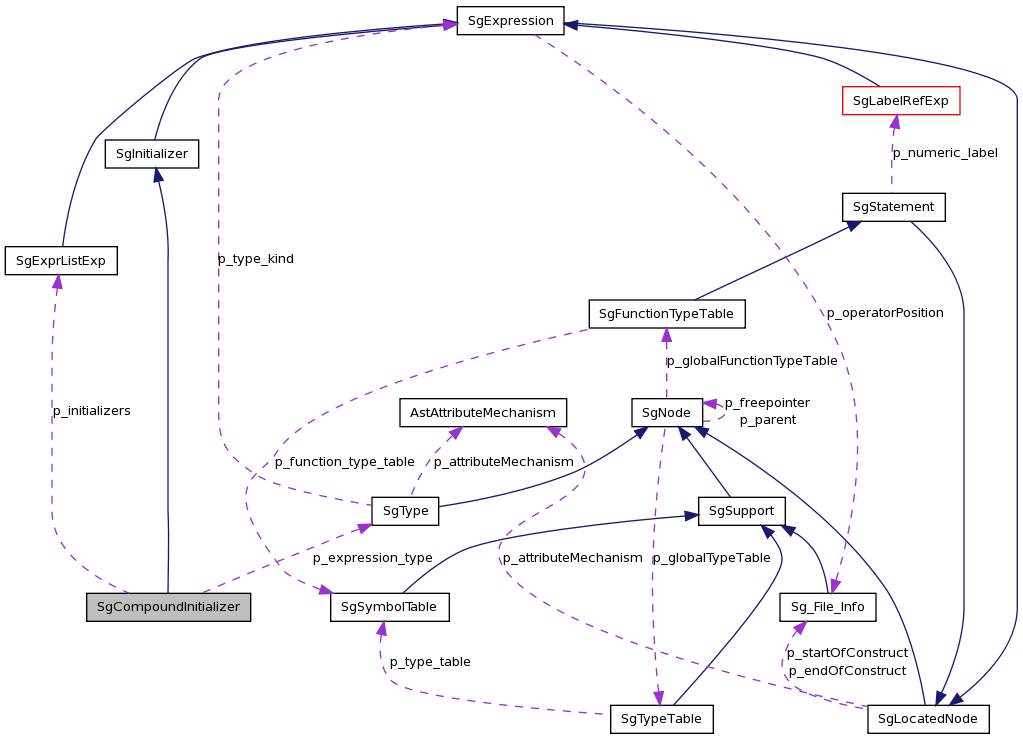 SgExpression
SgLabelRefExp
SgInitializer
p_numeric_label
SgStatement
SgExprListExp
p_type_kind
SgFunctionTypeTable
p_operatorPosition
p_globalFunctionTypeTable
p_initializers
AstAttributeMechanism
SgNode
p_freepointer
p_parent
p_function_type_table
p_attributeMechanism
SgType
SgSupport
p_expression_type
p_attributeMechanism
p_globalTypeTable
SgCompoundInitializer
SgSymbolTable
Sg_File_Info
p_type_table
p_startOfConstruct
p_endOfConstruct
SgTypeTable
SgLocatedNode